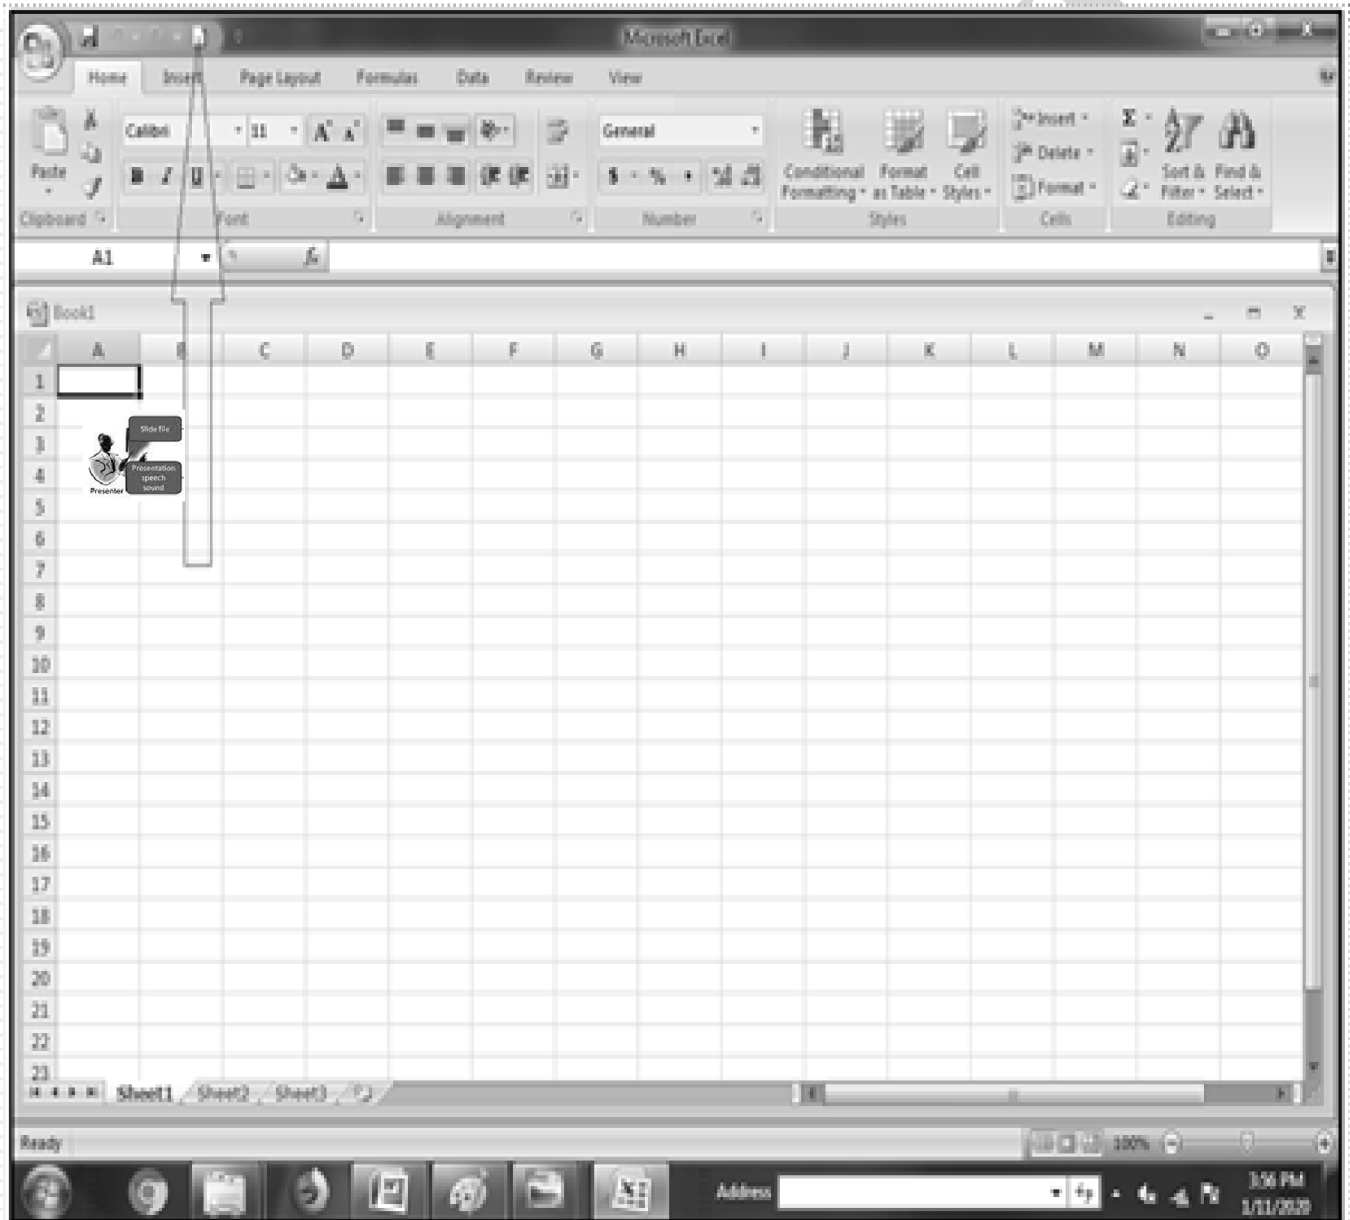 Microsoft Excel
Home Insert Page Layout Formulas Data Review View
Calibri 11 General
Insert
Delete
Format
Paste
B I U $ %
Conditional Formatting
Format as Table
Cell Styles
Sort & Filter
Find & Select
Clipboard Font Alignment Number Styles Cells Editing
A1 fx
Book1
A B C D E F G H I J K L M N O
1
2
Slide file
3
4
Presentation
speech
sound
Presenter
5
6
7
8
9
10
11
12
13
14
15
16
17
18
19
20
21
22
23
Sheet1 Sheet2 Sheet3
Ready 100%
Address
3:56 PM
1/11/2020